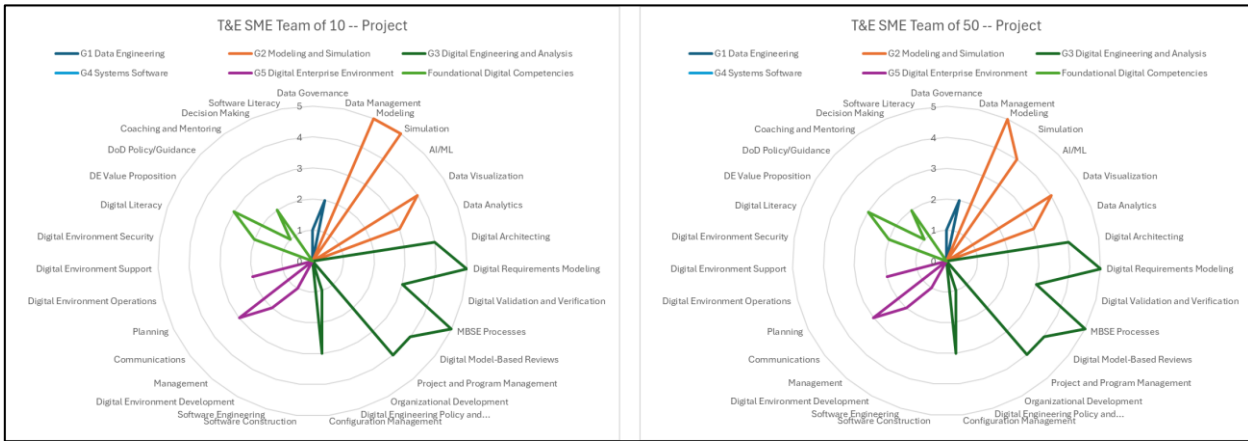 T&E SME Team of 10 -- Project
G1 Data Engineering
G2 Modeling and Simulation
G3 Digital Engineering and Analysis
G4 Systems Software
G5 Digital Enterprise Environment
Foundational Digital Competencies
Data Governance
Data Management
Modeling
Simulation
AI/ML
Data Visualization
Data Analytics
Digital Architecting
Digital Requirements Modeling
Digital Validation and Verification
MBSE Processes
Digital Model-Based Reviews
Project and Program Management
Organizational Development
Digital Engineering Policy and...
Configuration Management
Software Construction
Software Engineering
Digital Environment Development
Management
Communications
Planning
Digital Environment Operations
Digital Environment Support
Digital Environment Security
Digital Literacy
DE Value Proposition
DoD Policy/Guidance
Coaching and Mentoring
Decision Making
Software Literacy
5
4
3
2
1
0
T&E SME Team of 50 -- Project
G1 Data Engineering
G2 Modeling and Simulation
G3 Digital Engineering and Analysis
G4 Systems Software
G5 Digital Enterprise Environment
Foundational Digital Competencies
Data Governance
Data Management
Modeling
Simulation
AI/ML
Data Visualization
Data Analytics
Digital Architecting
Digital Requirements Modeling
Digital Validation and Verification
MBSE Processes
Digital Model-Based Reviews
Project and Program Management
Organizational Development
Digital Engineering Policy and...
Configuration Management
Software Construction
Software Engineering
Digital Environment Development
Management
Communications
Planning
Digital Environment Operations
Digital Environment Support
Digital Environment Security
Digital Literacy
DE Value Proposition
DoD Policy/Guidance
Coaching and Mentoring
Decision Making
Software Literacy
5
4
3
2
1
0